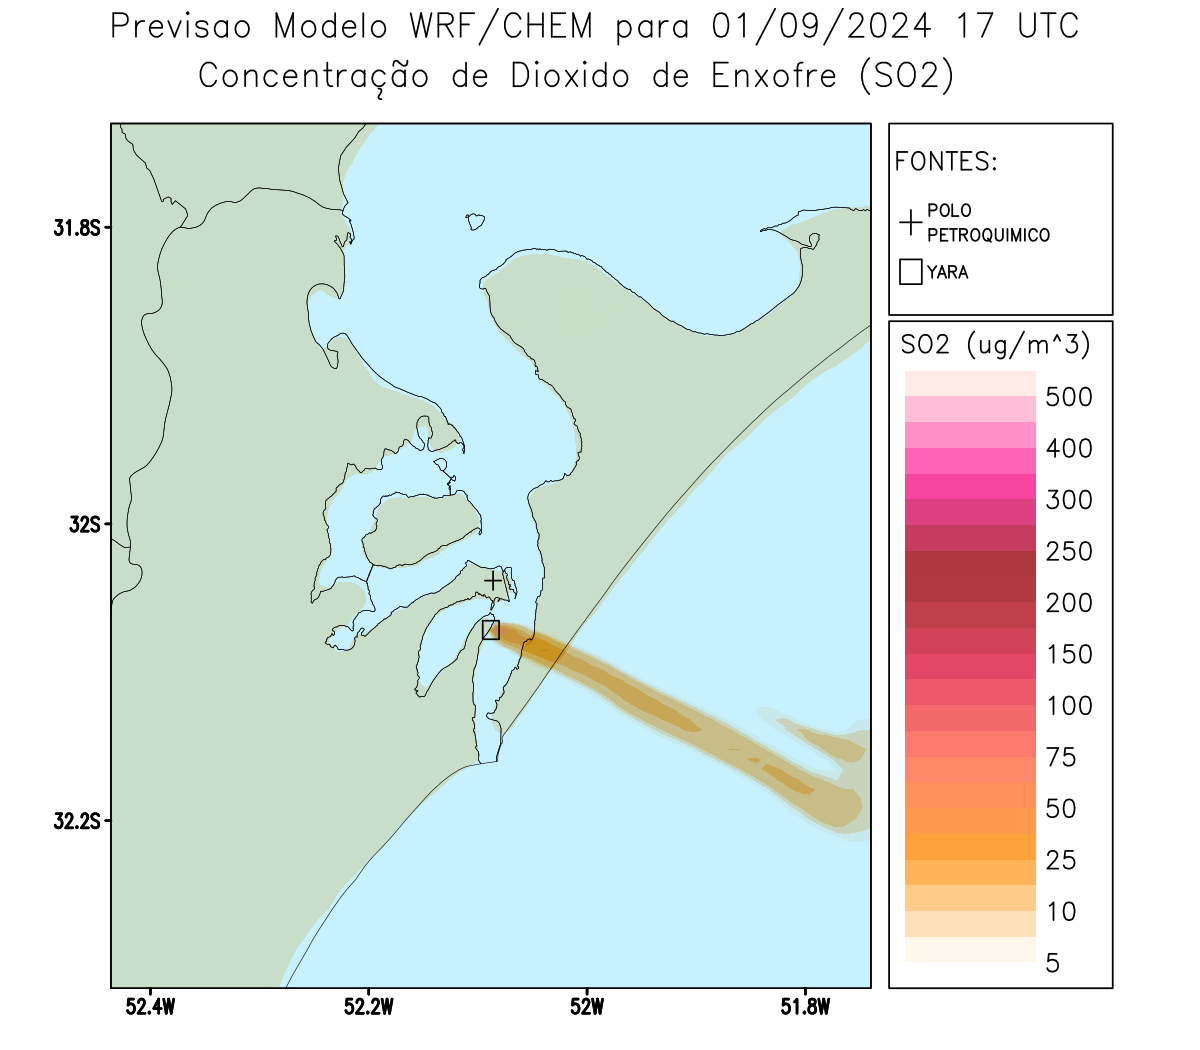 Previsao Modelo WRF/CHEM para 01/09/2024 17 UTC
Concentração de Dioxido de Enxofre (SO2)
FONTES:
POLO
PETROQUIMICO
YARA
31.8S
32S
32.2S
52.4W
52.2W
52W
51.8W
SO2 (ug/m^3)
500
400
300
250
200
150
100
75
50
25
10
5